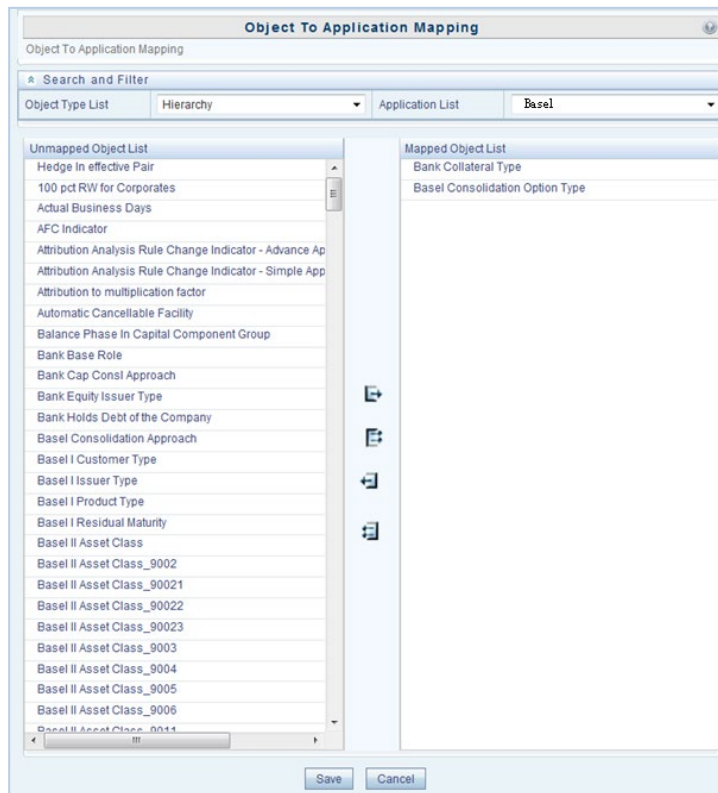 Object To Application Mapping
Object To Application Mapping
Search and Filter
Object Type List Hierarchy Application List Basel
Unmapped Object List
Hedge In effective Pair
100 pct RW for Corporates
Actual Business Days
AFC Indicator
Attribution Analysis Rule Change Indicator - Advance Ap
Attribution Analysis Rule Change Indicator - Simple App
Attribution to multiplication factor
Automatic Cancellable Facility
Balance Phase In Capital Component Group
Bank Base Role
Bank Cap Consl Approach
Bank Equity Issuer Type
Bank Holds Debt of the Company
Basel Consolidation Approach
Basel I Customer Type
Basel I Issuer Type
Basel I Product Type
Basel I Residual Maturity
Basel II Asset Class
Basel II Asset Class_9002
Basel II Asset Class_90021
Basel II Asset Class_90022
Basel II Asset Class_90023
Basel II Asset Class_9003
Basel II Asset Class_9004
Basel II Asset Class_9005
Basel II Asset Class_9006
Basel II Asset Class_9011
Mapped Object List
Bank Collateral Type
Basel Consolidation Option Type
Save Cancel